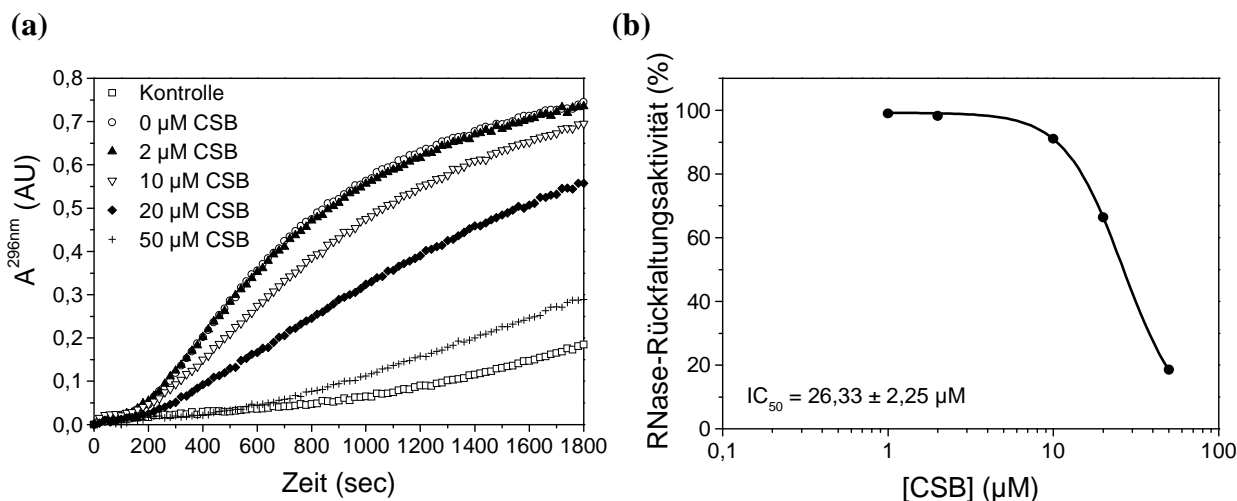 (a)
A^296nm (AU)
0,8
0,7
0,6
0,5
0,4
0,3
0,2
0,1
0,0
Kontrolle
0 µM CSB
2 µM CSB
10 µM CSB
20 µM CSB
50 µM CSB
0 200 400 600 800 1000 1200 1400 1600 1800
Zeit (sec)
(b)
RNase-Rückfaltungsaktivität (%)
100
80
60
40
20
0
IC₅₀ = 26,33 ± 2,25 µM
0,1 1 10 100
[CSB] (µM)